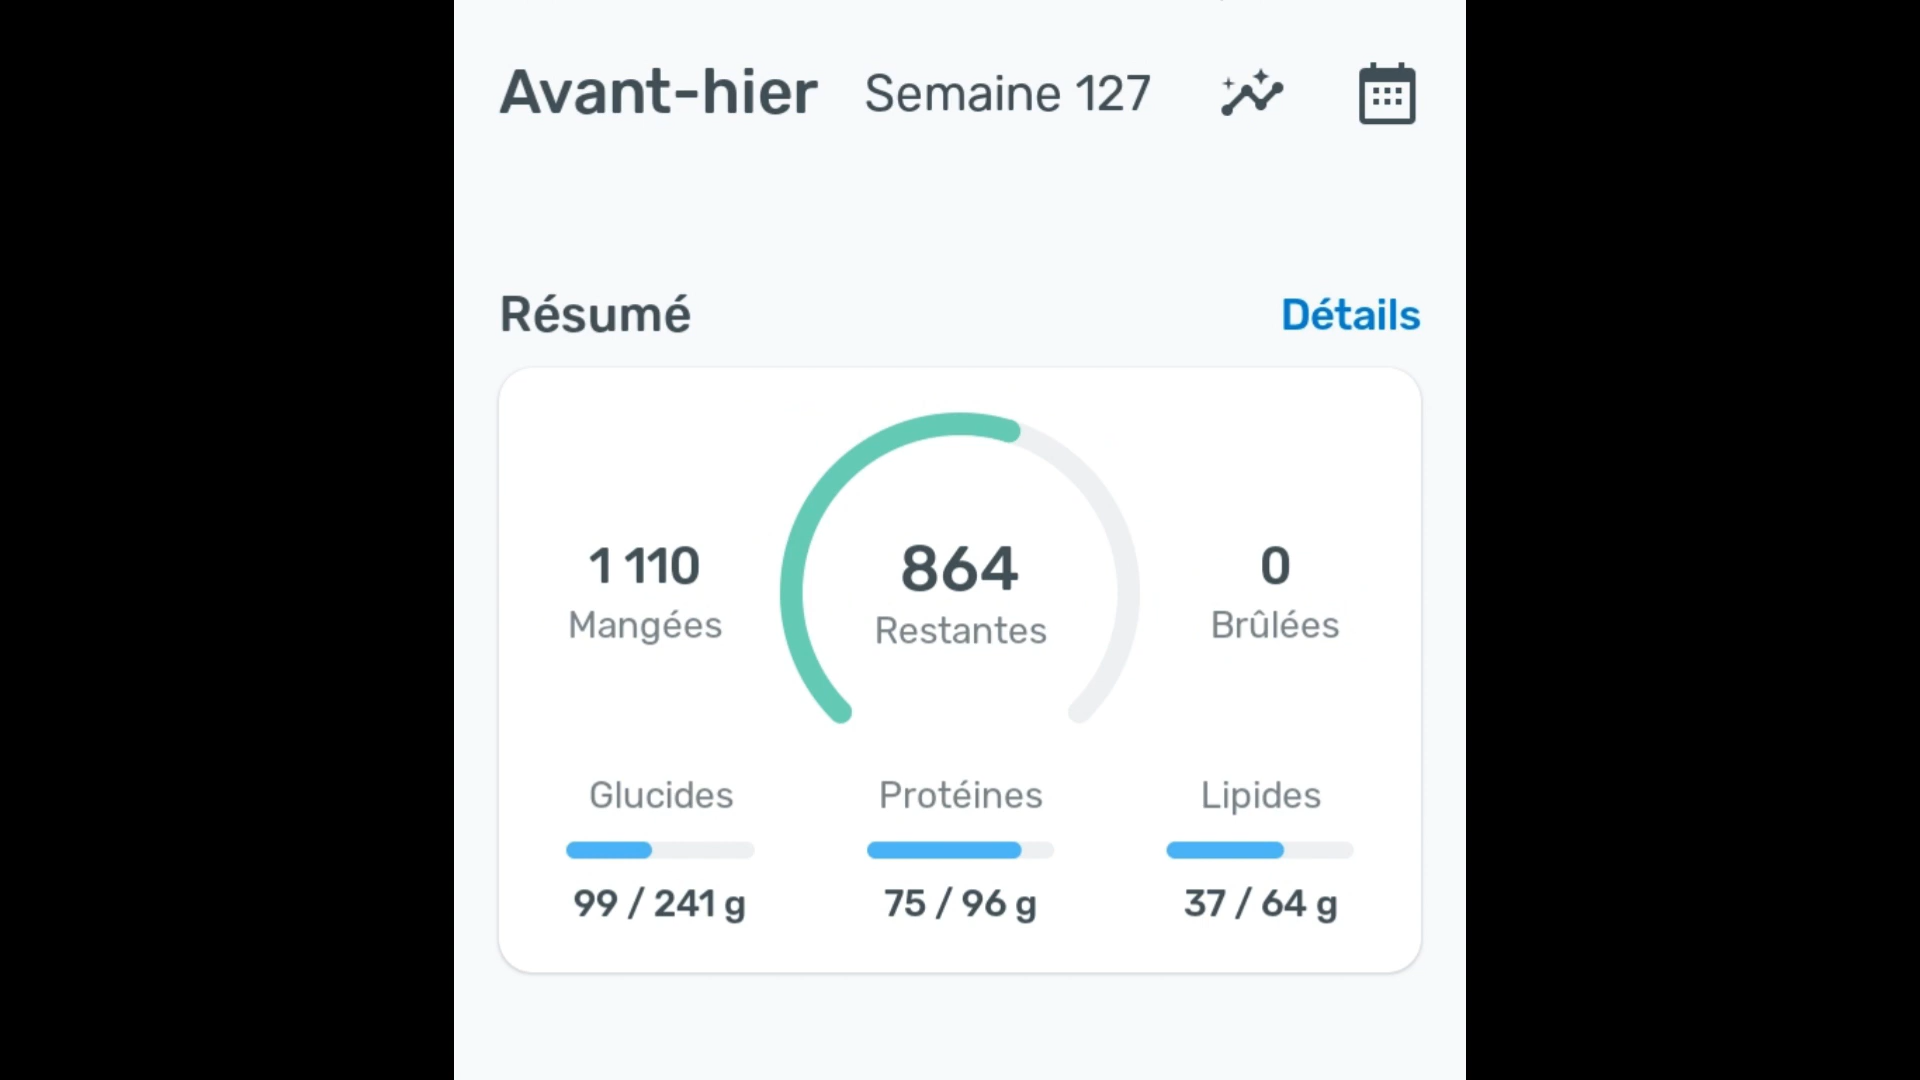 Avant-hier Semaine 127
Résumé Détails
1 110 864 0
Mangées Restantes Brûlées
Glucides Protéines Lipides
99 / 241 g 75 / 96 g 37 / 64 g